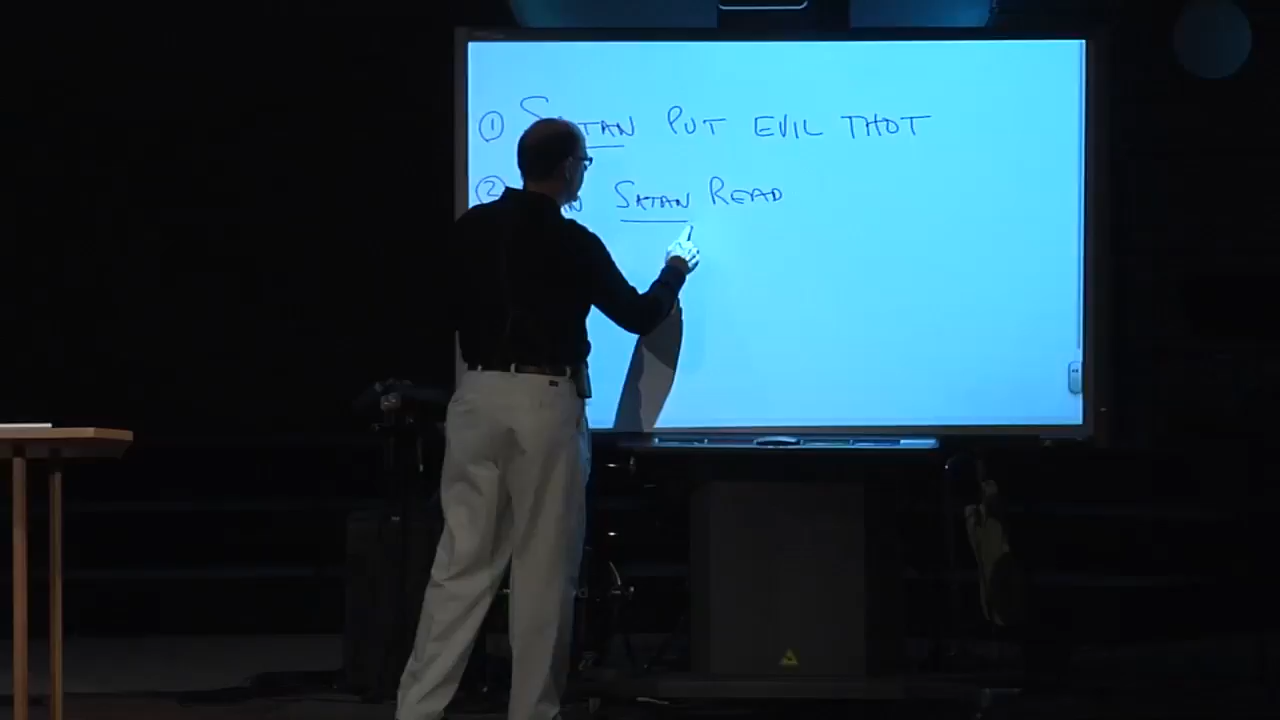 ① SATAN PUT EVIL THOT
② SATAN READ